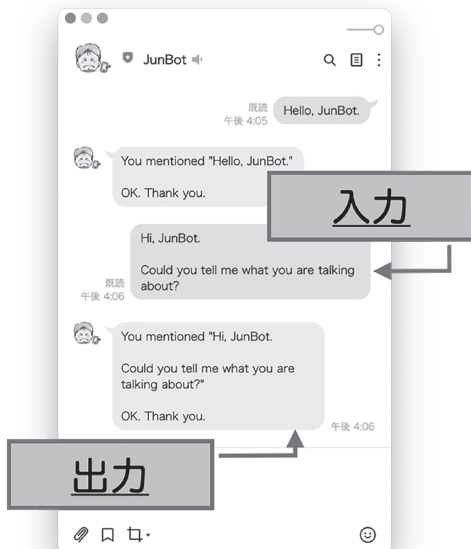 JunBot
既読
午後 4:05
Hello, JunBot.
You mentioned "Hello, JunBot."
OK. Thank you.
入力
Hi, JunBot.
Could you tell me what you are talking
about?
既読
午後 4:06
You mentioned "Hi, JunBot.
Could you tell me what you are
talking about?"
OK. Thank you.
午後 4:06
出力